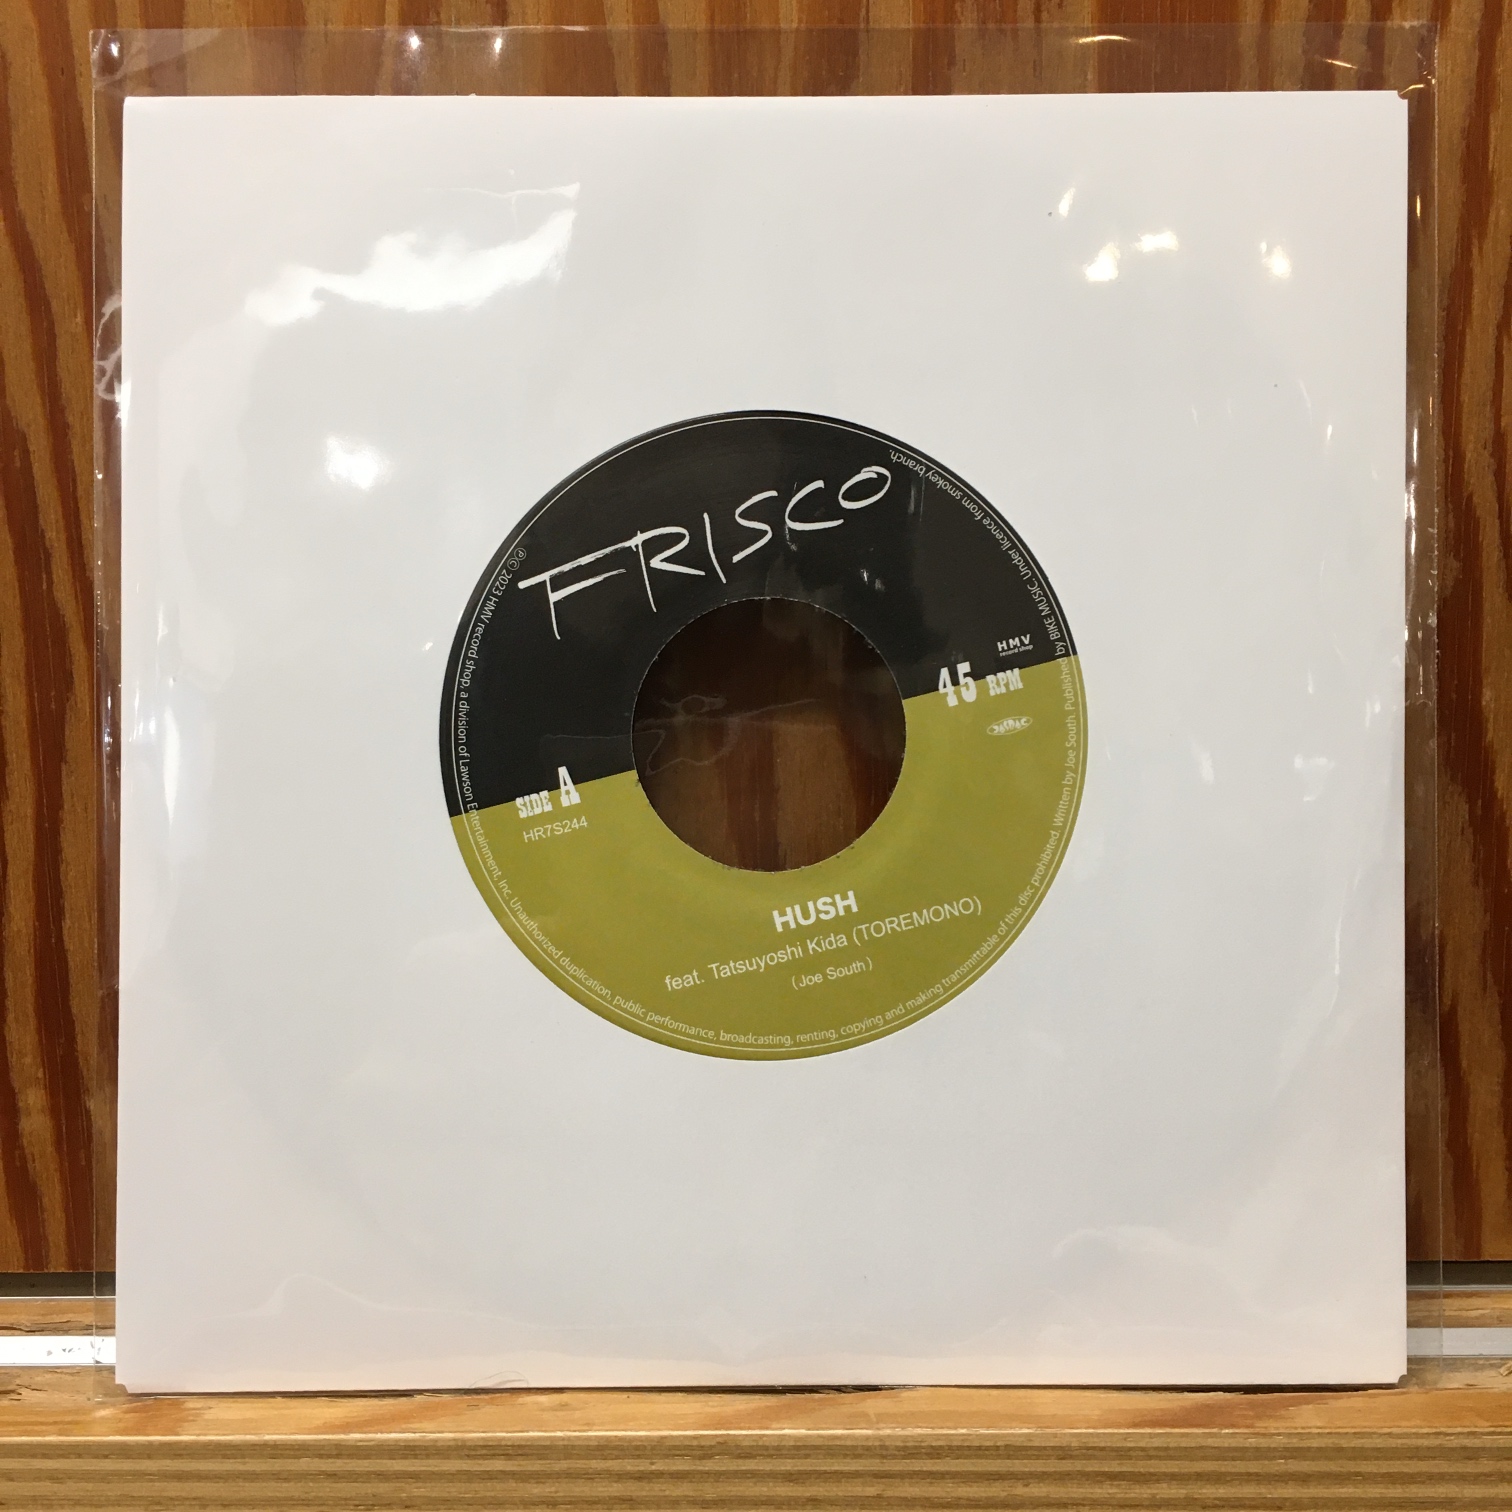 FRISCO
HMV
record shop
45 RPM
JASRAC
SIDE A
HR7S244
HUSH
feat. Tatsuyoshi Kida (TOREMONO)
(Joe South)
℗© 2023 HMV record shop, a division of Lawson Entertainment, Inc. Unauthorized duplication, public performance, broadcasting, renting, copying and making transmittable of this disc prohibited. Written by Joe South. Published by BIKE MUSIC. Under licence from smokey branch.